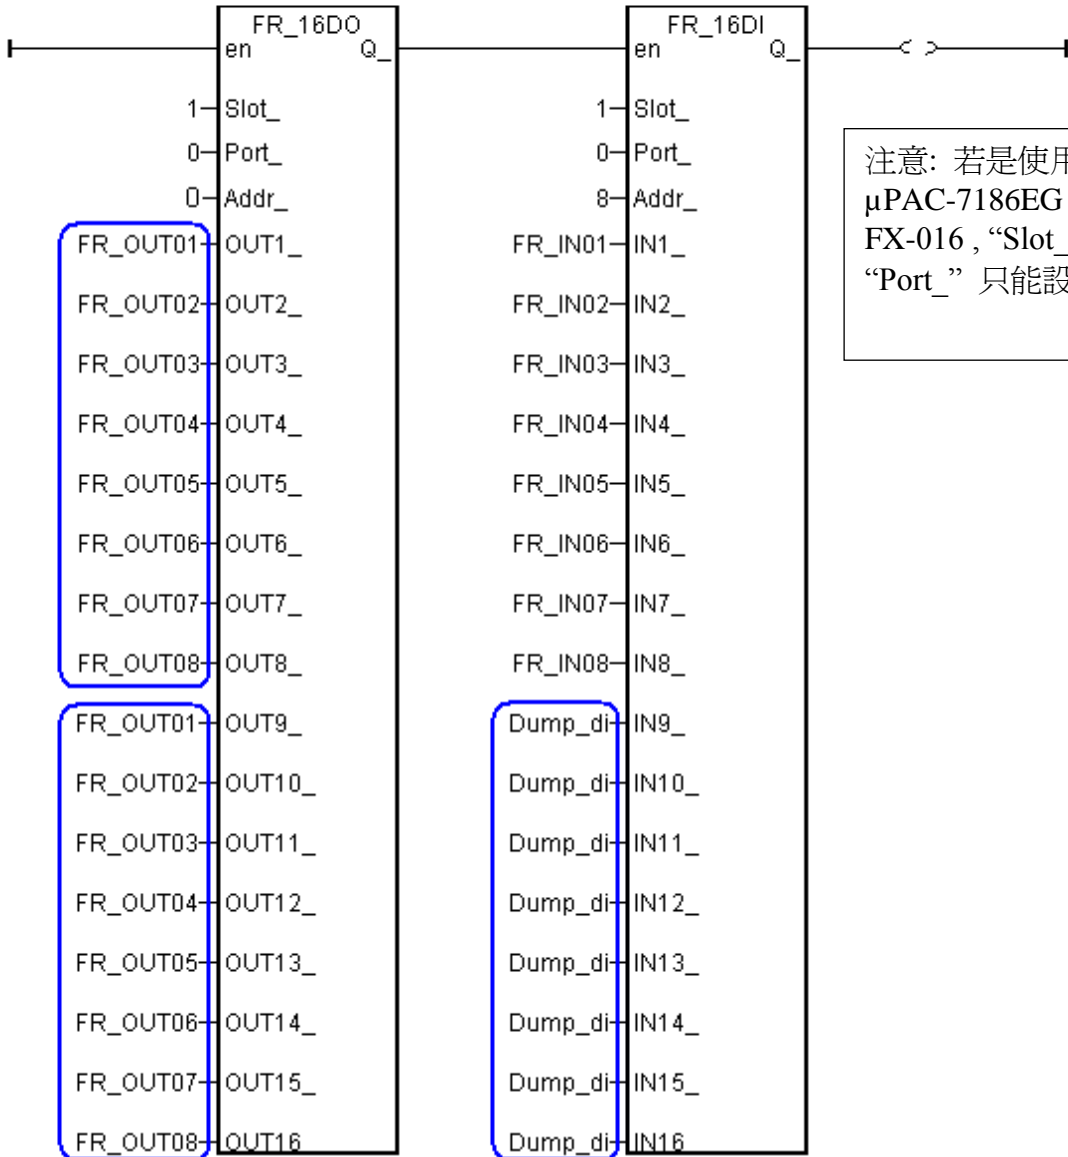 FR_16DO
en Q_
1 Slot_
0 Port_
0 Addr_
FR_OUT01 OUT1_
FR_OUT02 OUT2_
FR_OUT03 OUT3_
FR_OUT04 OUT4_
FR_OUT05 OUT5_
FR_OUT06 OUT6_
FR_OUT07 OUT7_
FR_OUT08 OUT8_
FR_OUT01 OUT9_
FR_OUT02 OUT10_
FR_OUT03 OUT11_
FR_OUT04 OUT12_
FR_OUT05 OUT13_
FR_OUT06 OUT14_
FR_OUT07 OUT15_
FR_OUT08 OUT16
FR_16DI
en Q_
1 Slot_
0 Port_
8 Addr_
FR_IN01 IN1_
FR_IN02 IN2_
FR_IN03 IN3_
FR_IN04 IN4_
FR_IN05 IN5_
FR_IN06 IN6_
FR_IN07 IN7_
FR_IN08 IN8_
Dump_di IN9_
Dump_di IN10_
Dump_di IN11_
Dump_di IN12_
Dump_di IN13_
Dump_di IN14_
Dump_di IN15_
Dump_di IN16
注意: 若是使用
µPAC-7186EG
FX-016 , “Slot_
“Port_” 只能設